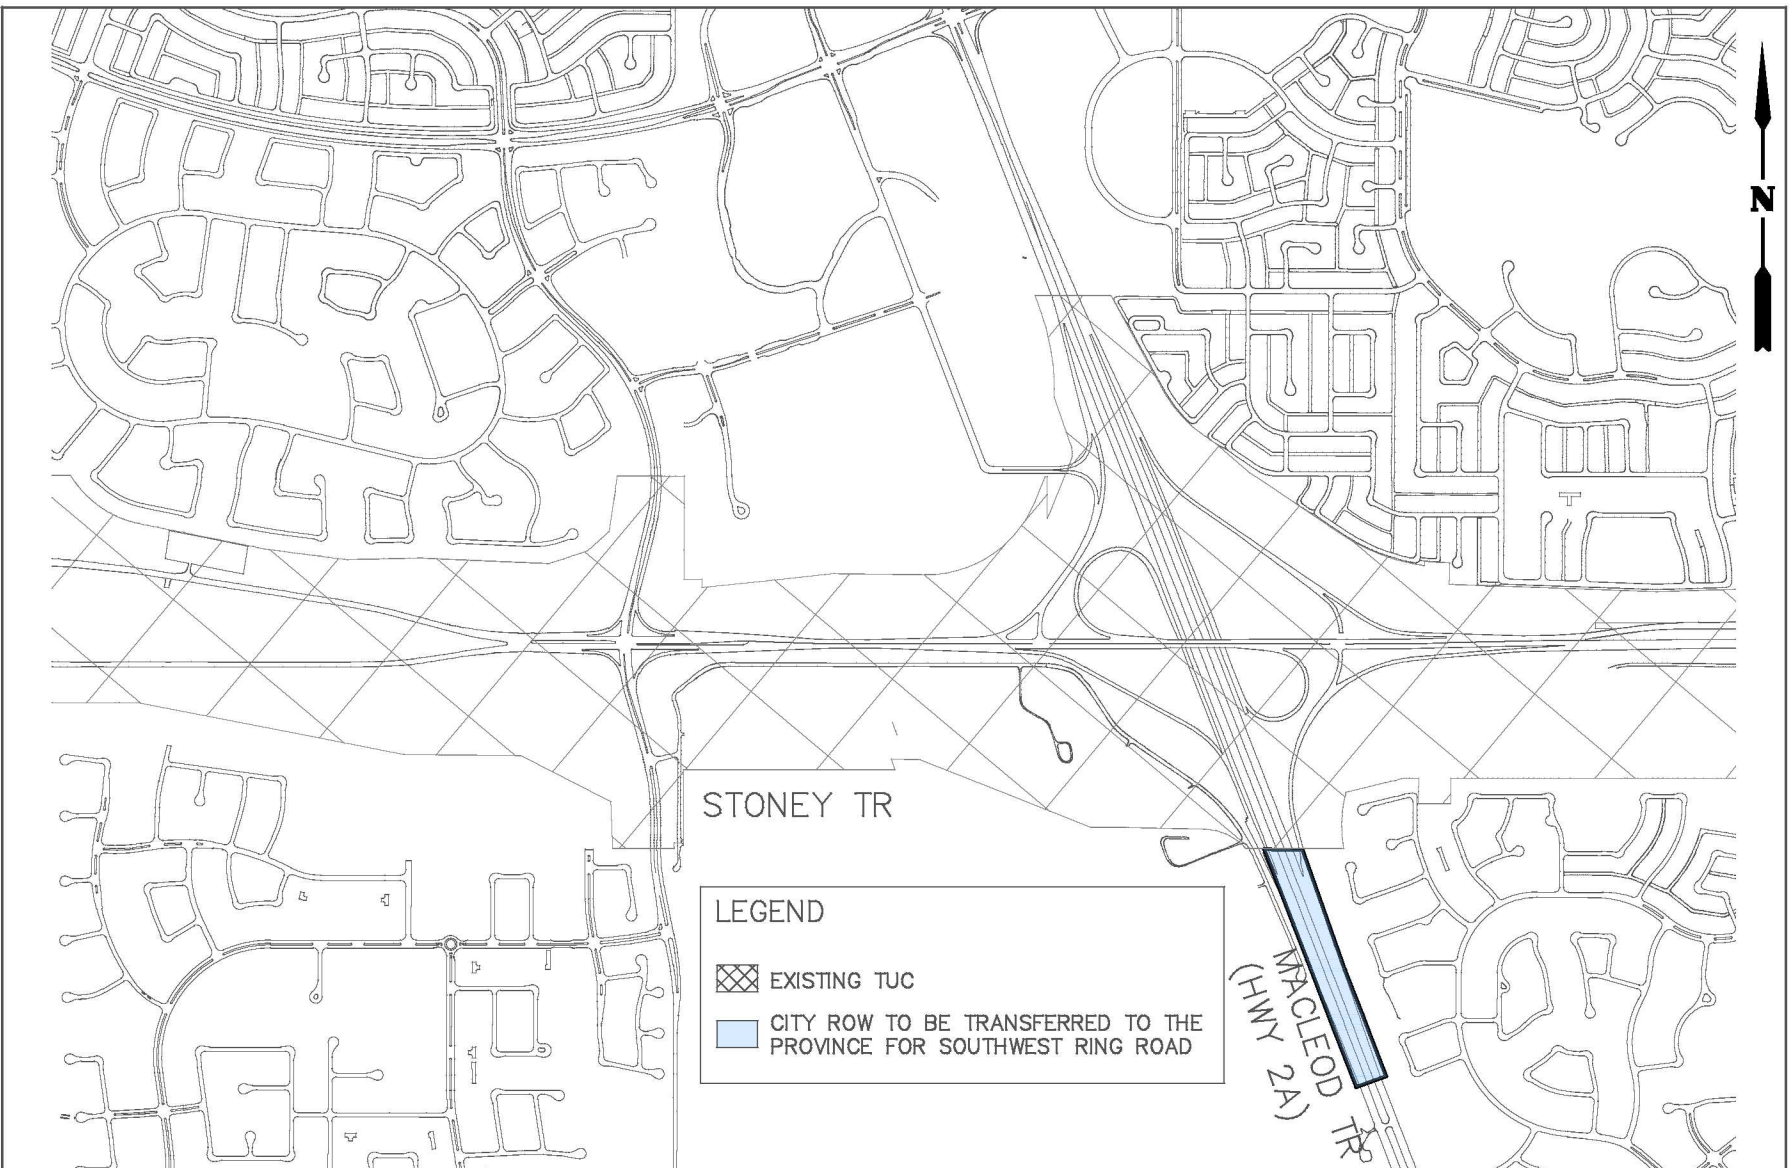 N
STONEY TR
LEGEND
EXISTING TUC
CITY ROW TO BE TRANSFERRED TO THE
PROVINCE FOR SOUTHWEST RING ROAD
MACLEOD TR
(HWY 2A)